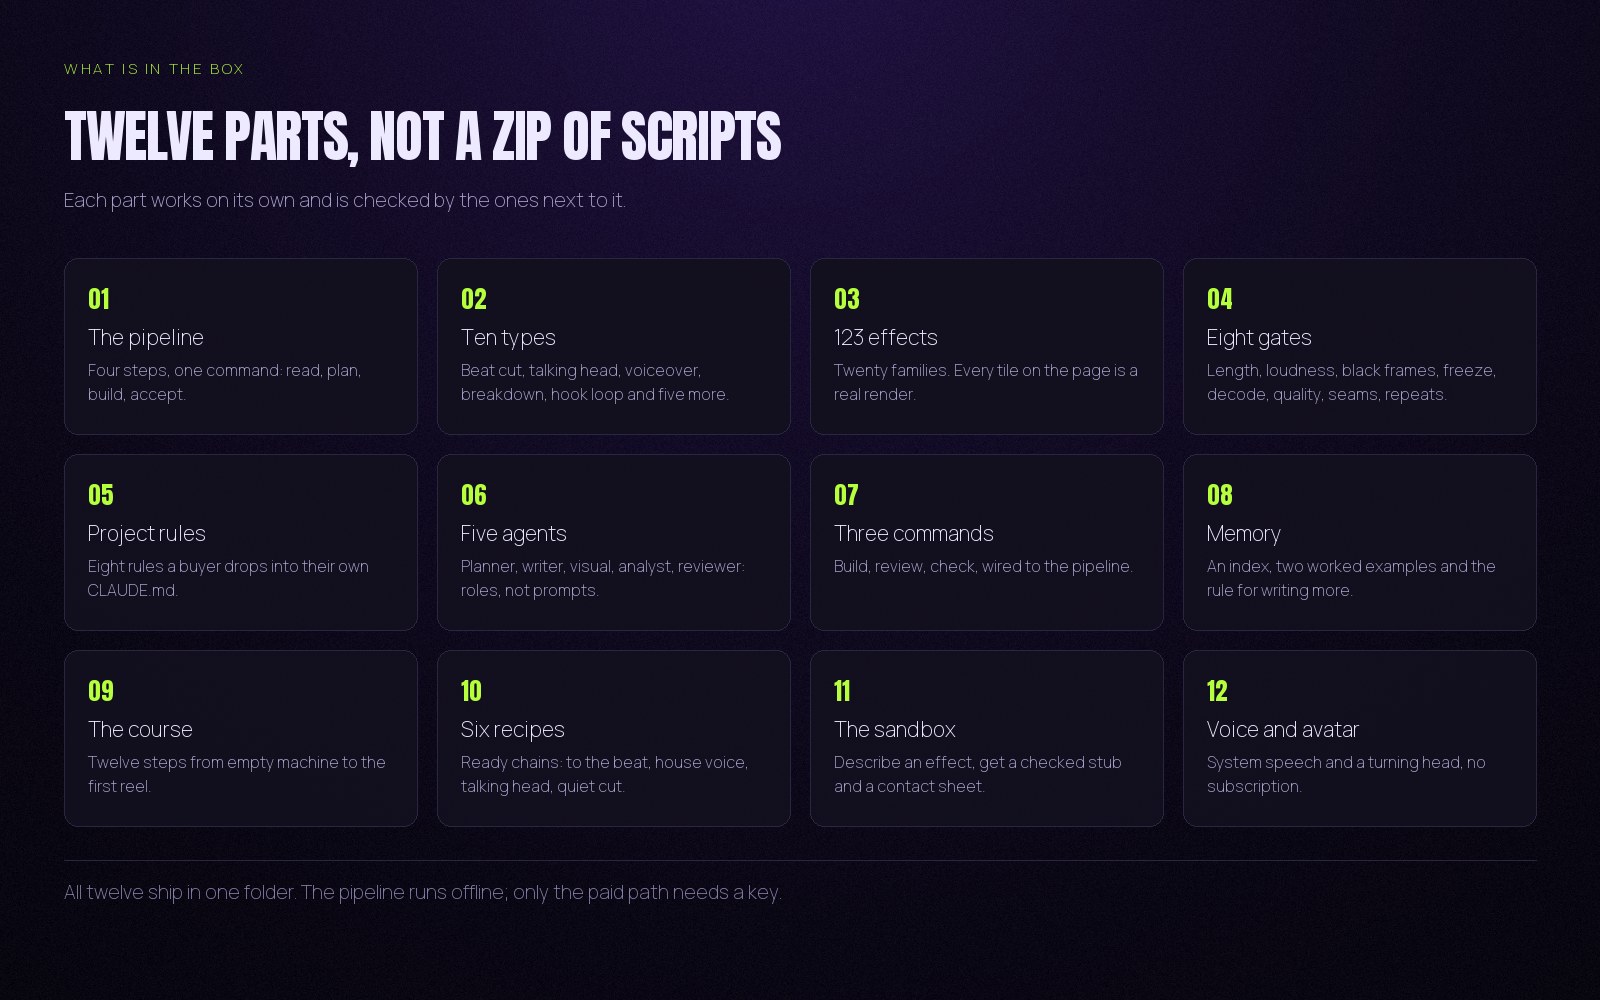 WHAT IS IN THE BOX
TWELVE PARTS, NOT A ZIP OF SCRIPTS
Each part works on its own and is checked by the ones next to it.
01
The pipeline
Four steps, one command: read, plan,
build, accept.
02
Ten types
Beat cut, talking head, voiceover,
breakdown, hook loop and five more.
03
123 effects
Twenty families. Every tile on the page is a
real render.
04
Eight gates
Length, loudness, black frames, freeze,
decode, quality, seams, repeats.
05
Project rules
Eight rules a buyer drops into their own
CLAUDE.md.
06
Five agents
Planner, writer, visual, analyst, reviewer:
roles, not prompts.
07
Three commands
Build, review, check, wired to the pipeline.
08
Memory
An index, two worked examples and the
rule for writing more.
09
The course
Twelve steps from empty machine to the
first reel.
10
Six recipes
Ready chains: to the beat, house voice,
talking head, quiet cut.
11
The sandbox
Describe an effect, get a checked stub
and a contact sheet.
12
Voice and avatar
System speech and a turning head, no
subscription.
All twelve ship in one folder. The pipeline runs offline; only the paid path needs a key.